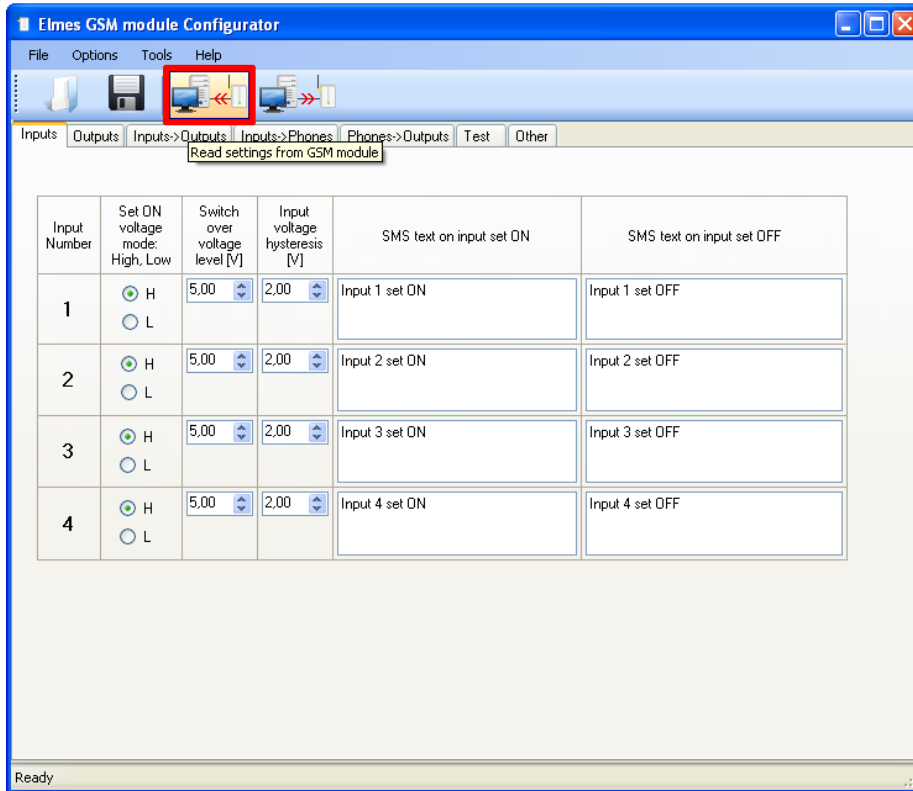 Elmes GSM module Configurator
File Options Tools Help
Inputs Outputs Inputs->Outputs Inputs->Phones Phones->Outputs Test Other
Read settings from GSM module
Input
Number
Set ON
voltage
mode:
High, Low
Switch
over
voltage
level [V]
Input
voltage
hysteresis
[V]
SMS text on input set ON
SMS text on input set OFF
1
H
L
5,00
2,00
Input 1 set ON
Input 1 set OFF
2
H
L
5,00
2,00
Input 2 set ON
Input 2 set OFF
3
H
L
5,00
2,00
Input 3 set ON
Input 3 set OFF
4
H
L
5,00
2,00
Input 4 set ON
Input 4 set OFF
Ready